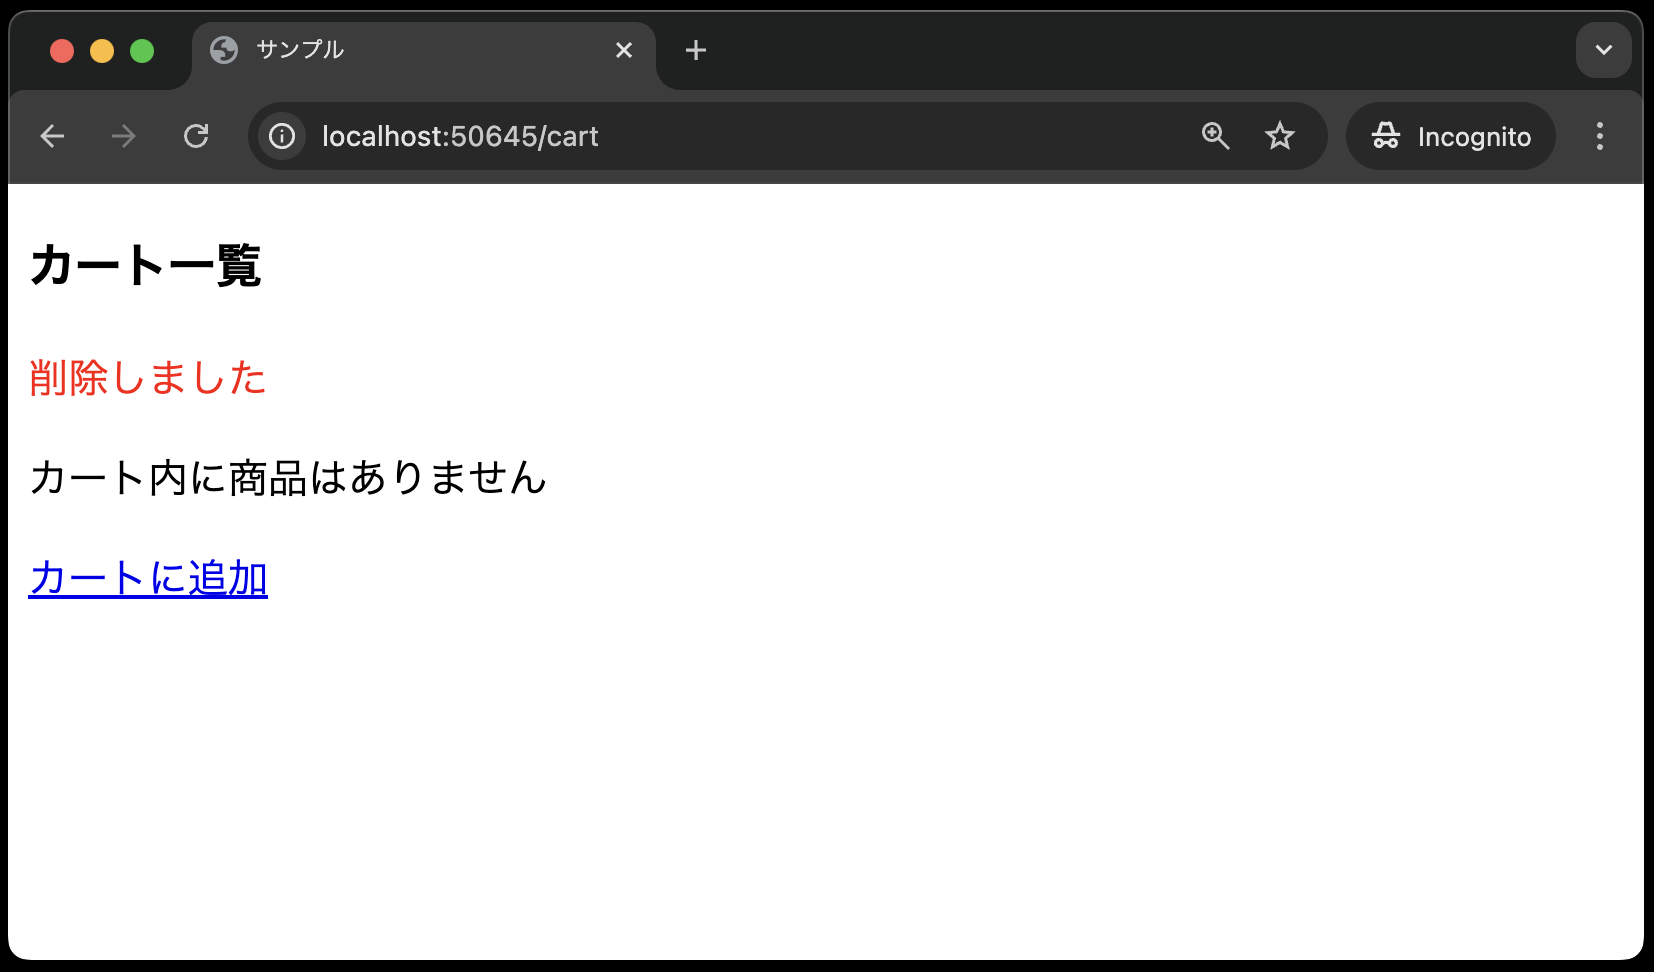 サンプル
localhost:50645/cart
Incognito
カート一覧
削除しました
カート内に商品はありません
カートに追加